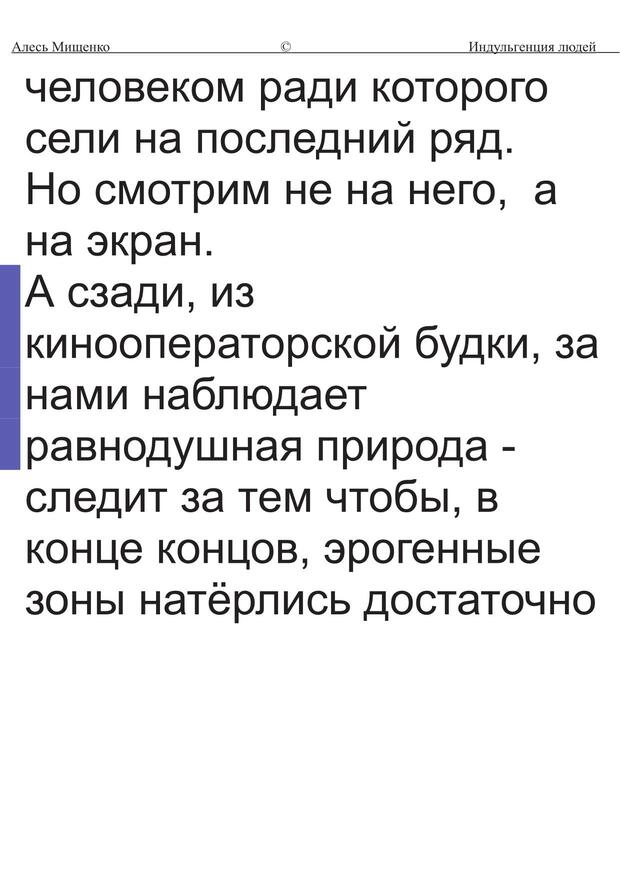 Алесь Мищенко © Индульгенция людей
человеком ради которого
сели на последний ряд.
Но смотрим не на него,  а
на экран.
А сзади, из
кинооператорской будки, за
нами наблюдает
равнодушная природа -
следит за тем чтобы, в
конце концов, эрогенные
зоны натёрлись достаточно